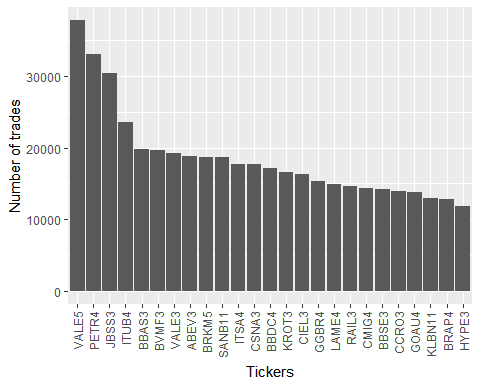 Number of trades
30000
20000
10000
0
VALE5
PETR4
JBSS3
ITUB4
BBAS3
BVMF3
VALE3
ABEV3
BRKM5
SANB11
ITSA4
CSNA3
BBDC4
KROT3
CIEL3
GGBR4
LAME4
RAIL3
CMIG4
BBSE3
CCRO3
GOAU4
KLBN11
BRAP4
HYPE3
Tickers